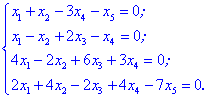 x₁ + x₂ - 3x₄ - x₅ = 0;
x₁ - x₂ + 2x₃ - x₄ = 0;
4x₁ - 2x₂ + 6x₃ + 3x₄ = 0;
2x₁ + 4x₂ - 2x₃ + 4x₄ - 7x₅ = 0.